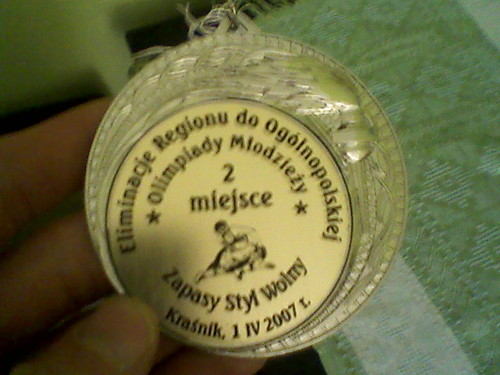 Eliminacje Regionu do Ogólnopolskiej
★ Olimpiady Młodzieży ★
2
miejsce
Zapasy Styl Wolny
Kraśnik, 1 IV 2007 r.